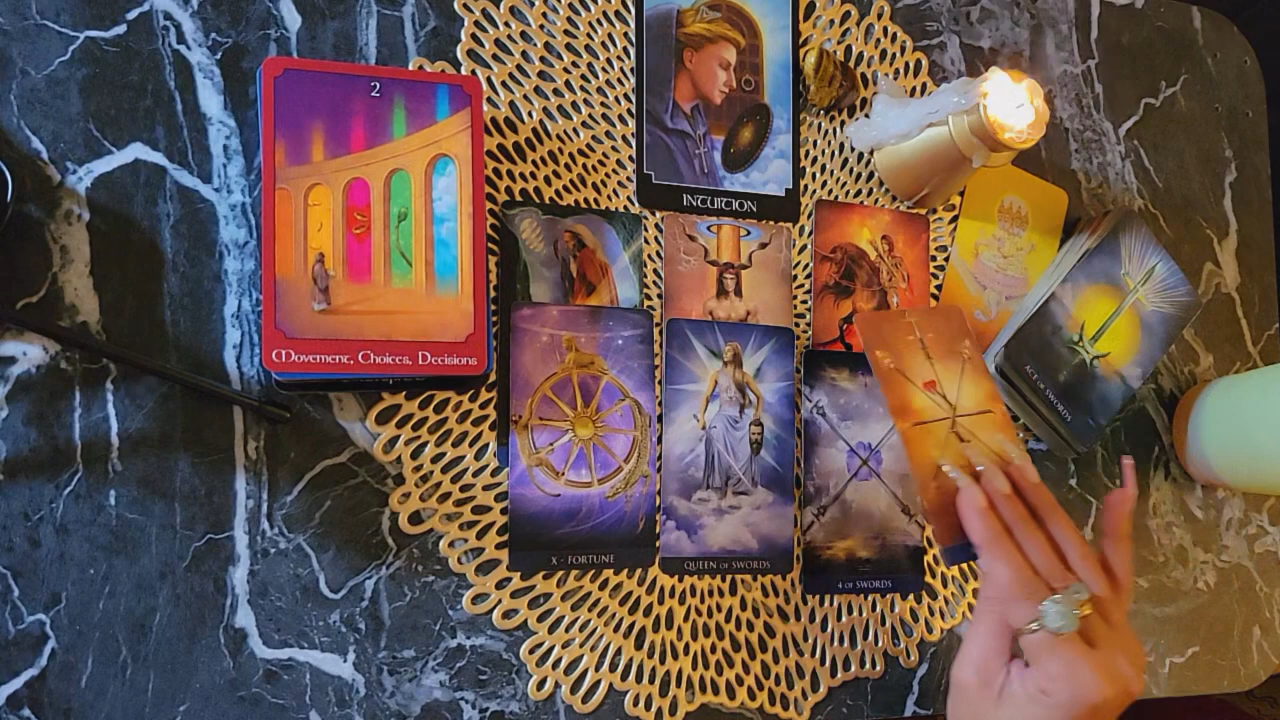 2
Movement, Choices, Decisions
INTUITION
X - FORTUNE
QUEEN OF SWORDS
4 OF SWORDS
ACE OF SWORDS